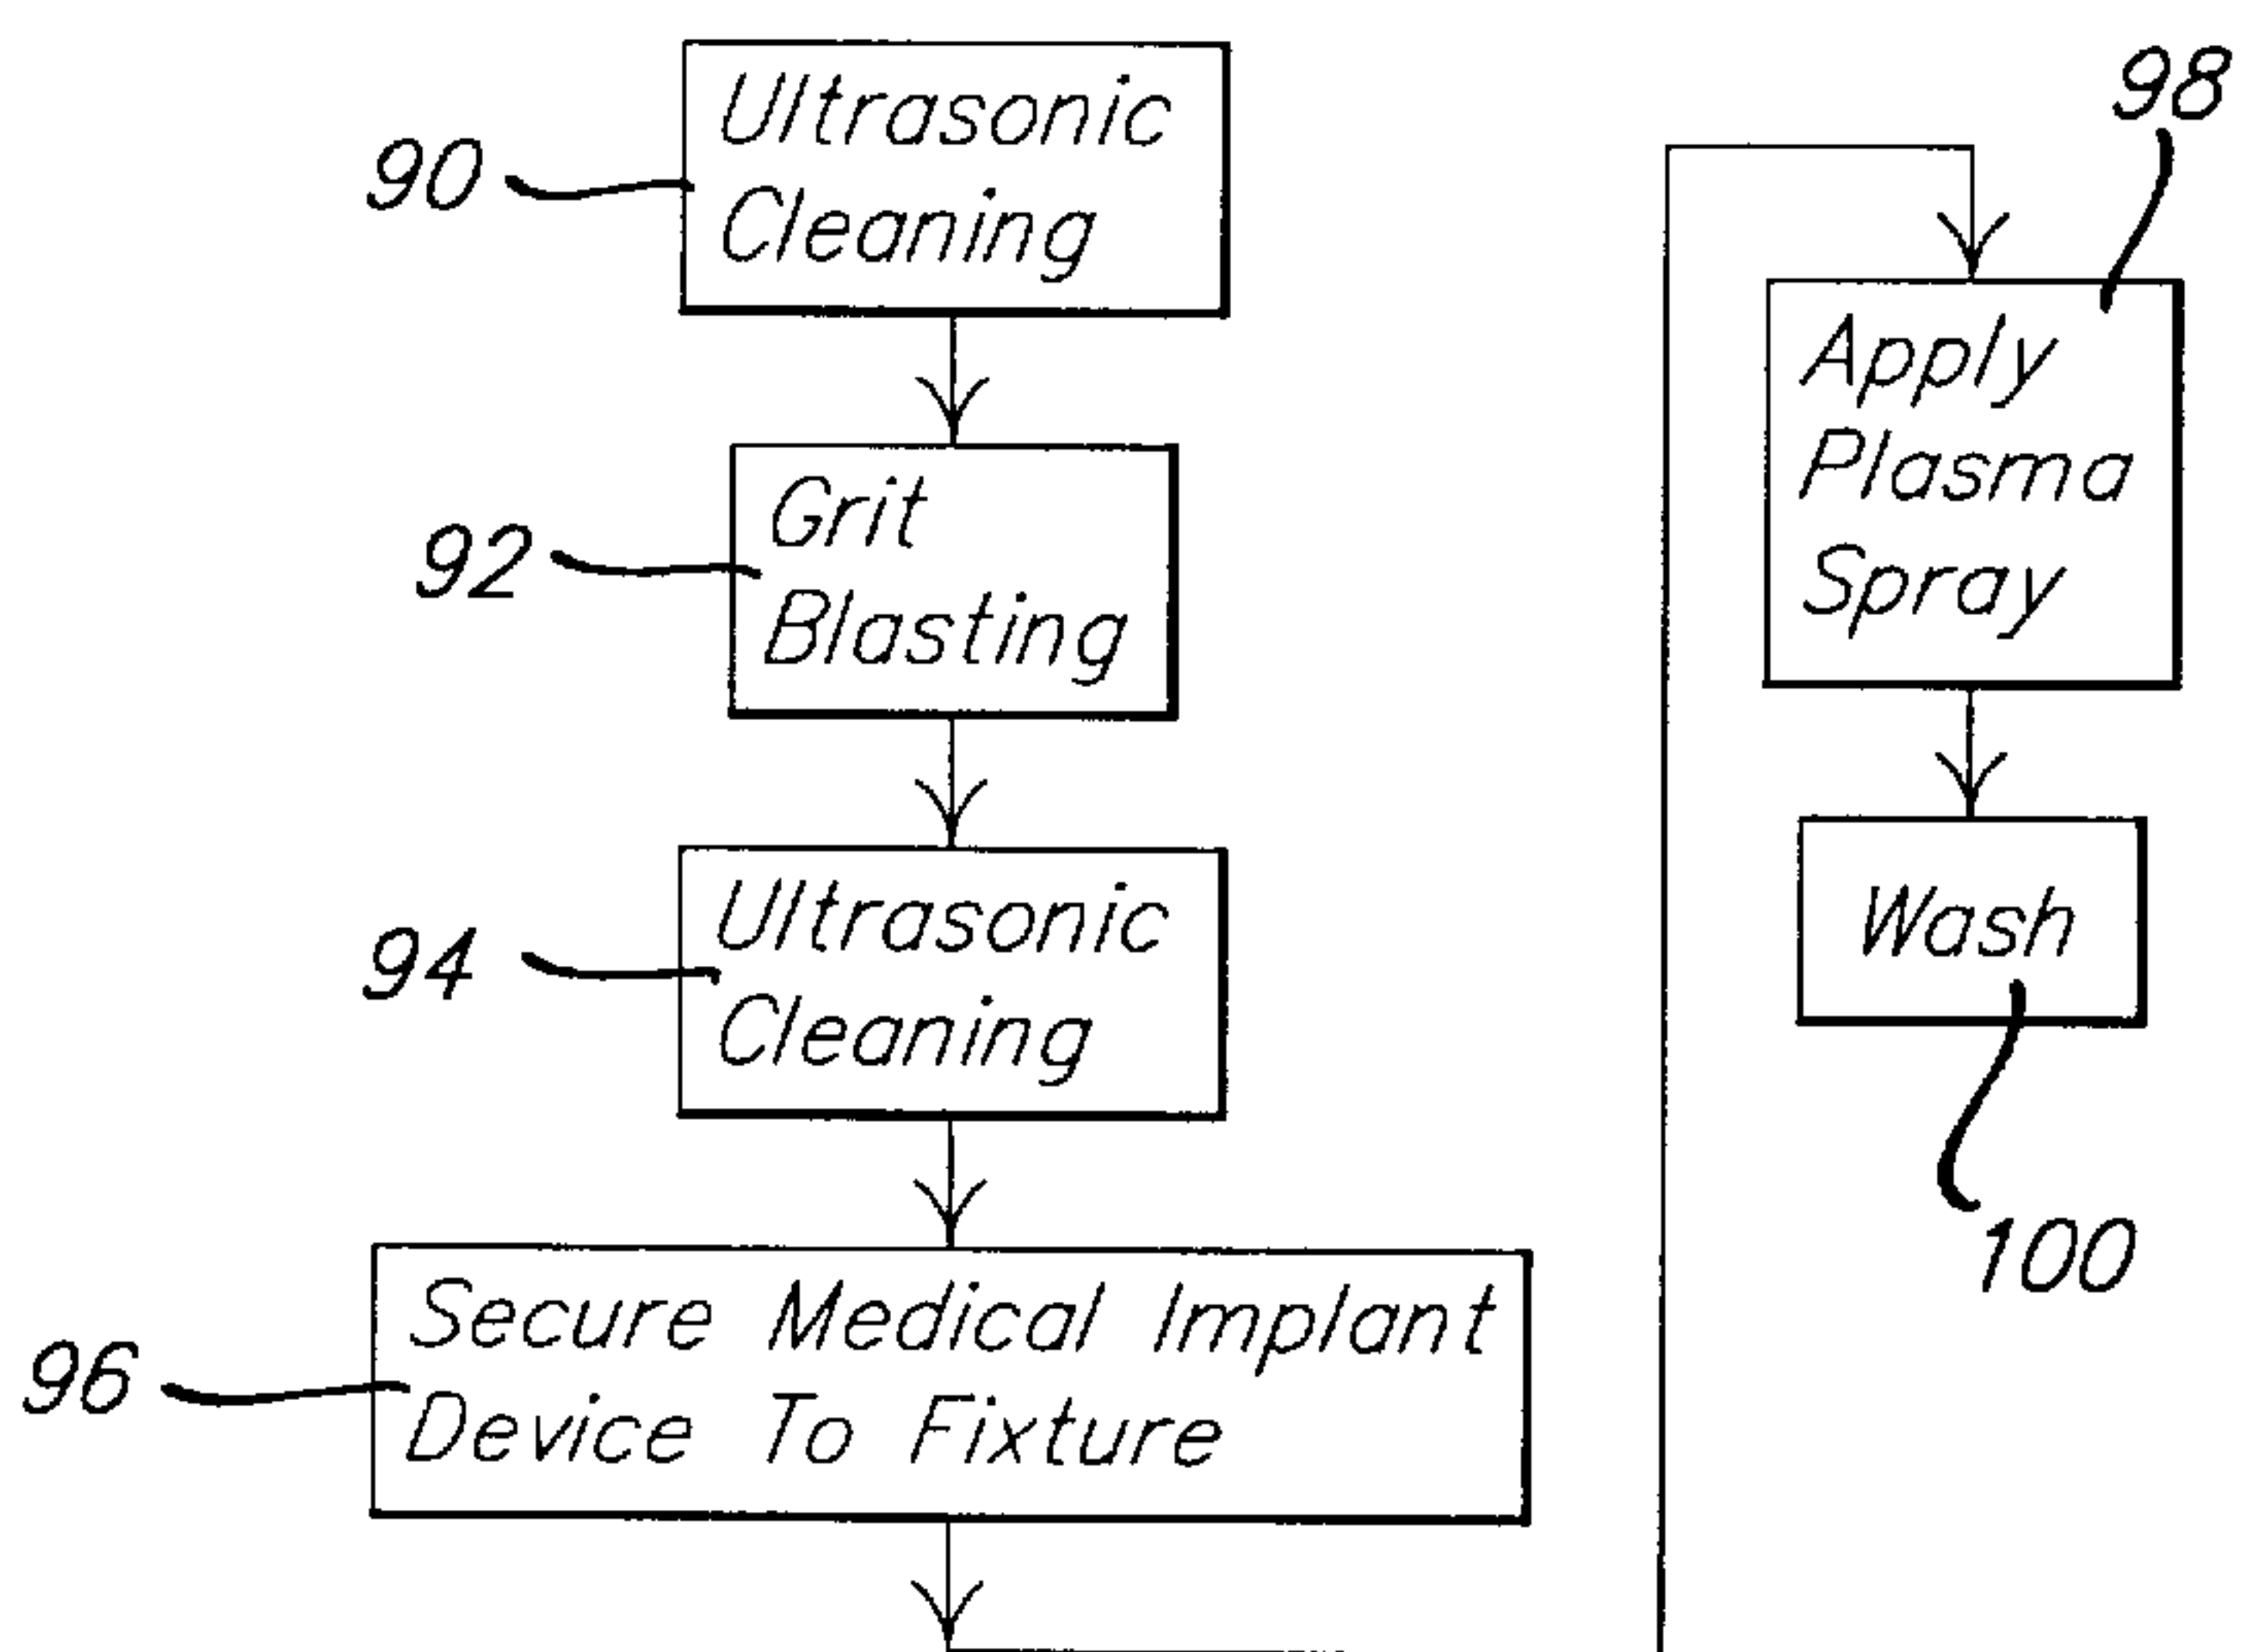 90
Ultrasonic
Cleaning
92
Grit
Blasting
94
Ultrasonic
Cleaning
96
Secure Medical Implant
Device To Fixture
98
Apply
Plasma
Spray
Wash
100